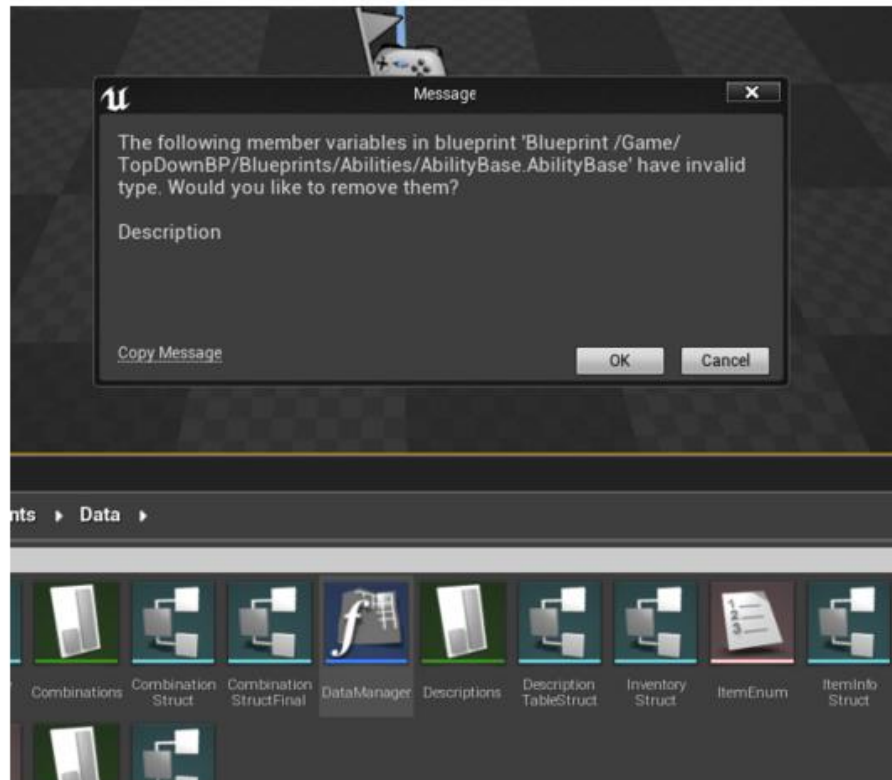 Message
The following member variables in blueprint 'Blueprint /Game/
TopDownBP/Blueprints/Abilities/AbilityBase.AbilityBase' have invalid
type. Would you like to remove them?
Description
Copy Message
OK
Cancel
nts
Data
Combinations
Combination
Struct
Combination
StructFinal
DataManager
Descriptions
Description
TableStruct
Inventory
Struct
ItemEnum
ItemInfo
Struct